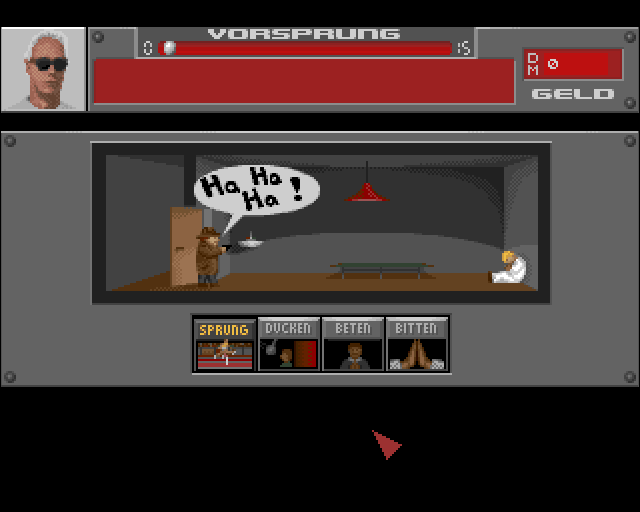 VORSPRUNG
0 15
DM 0
GELD
Ha Ha
Ha !
SPRUNG DUCKEN BETEN BITTEN